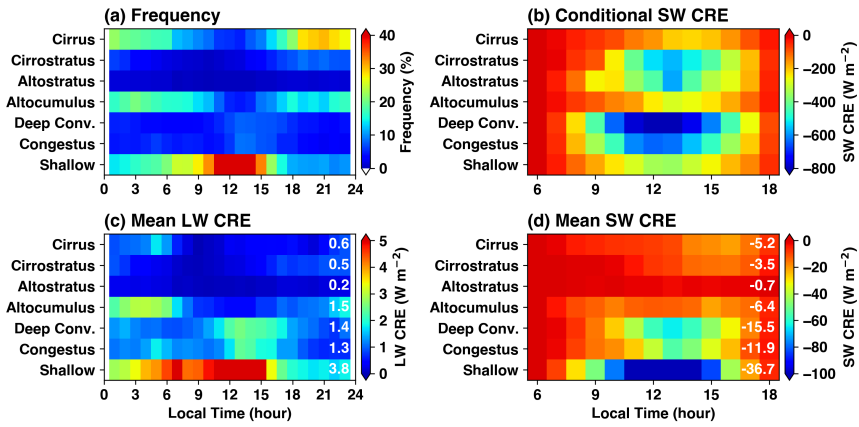 (a) Frequency
Cirrus
Cirrostratus
Altostratus
Altocumulus
Deep Conv.
Congestus
Shallow
0 3 6 9 12 15 18 21 24
40
30
20
10
0
Frequency (%)
(b) Conditional SW CRE
Cirrus
Cirrostratus
Altostratus
Altocumulus
Deep Conv.
Congestus
Shallow
6 9 12 15 18
0
−200
−400
−600
−800
SW CRE (W m−2)
(c) Mean LW CRE
Cirrus 0.6
Cirrostratus 0.5
Altostratus 0.2
Altocumulus 1.5
Deep Conv. 1.4
Congestus 1.3
Shallow 3.8
0 3 6 9 12 15 18 21 24
Local Time (hour)
5
4
3
2
1
0
LW CRE (W m−2)
(d) Mean SW CRE
Cirrus -5.2
Cirrostratus -3.5
Altostratus -0.7
Altocumulus -6.4
Deep Conv. -15.5
Congestus -11.9
Shallow -36.7
6 9 12 15 18
Local Time (hour)
0
−20
−40
−60
−80
−100
SW CRE (W m−2)